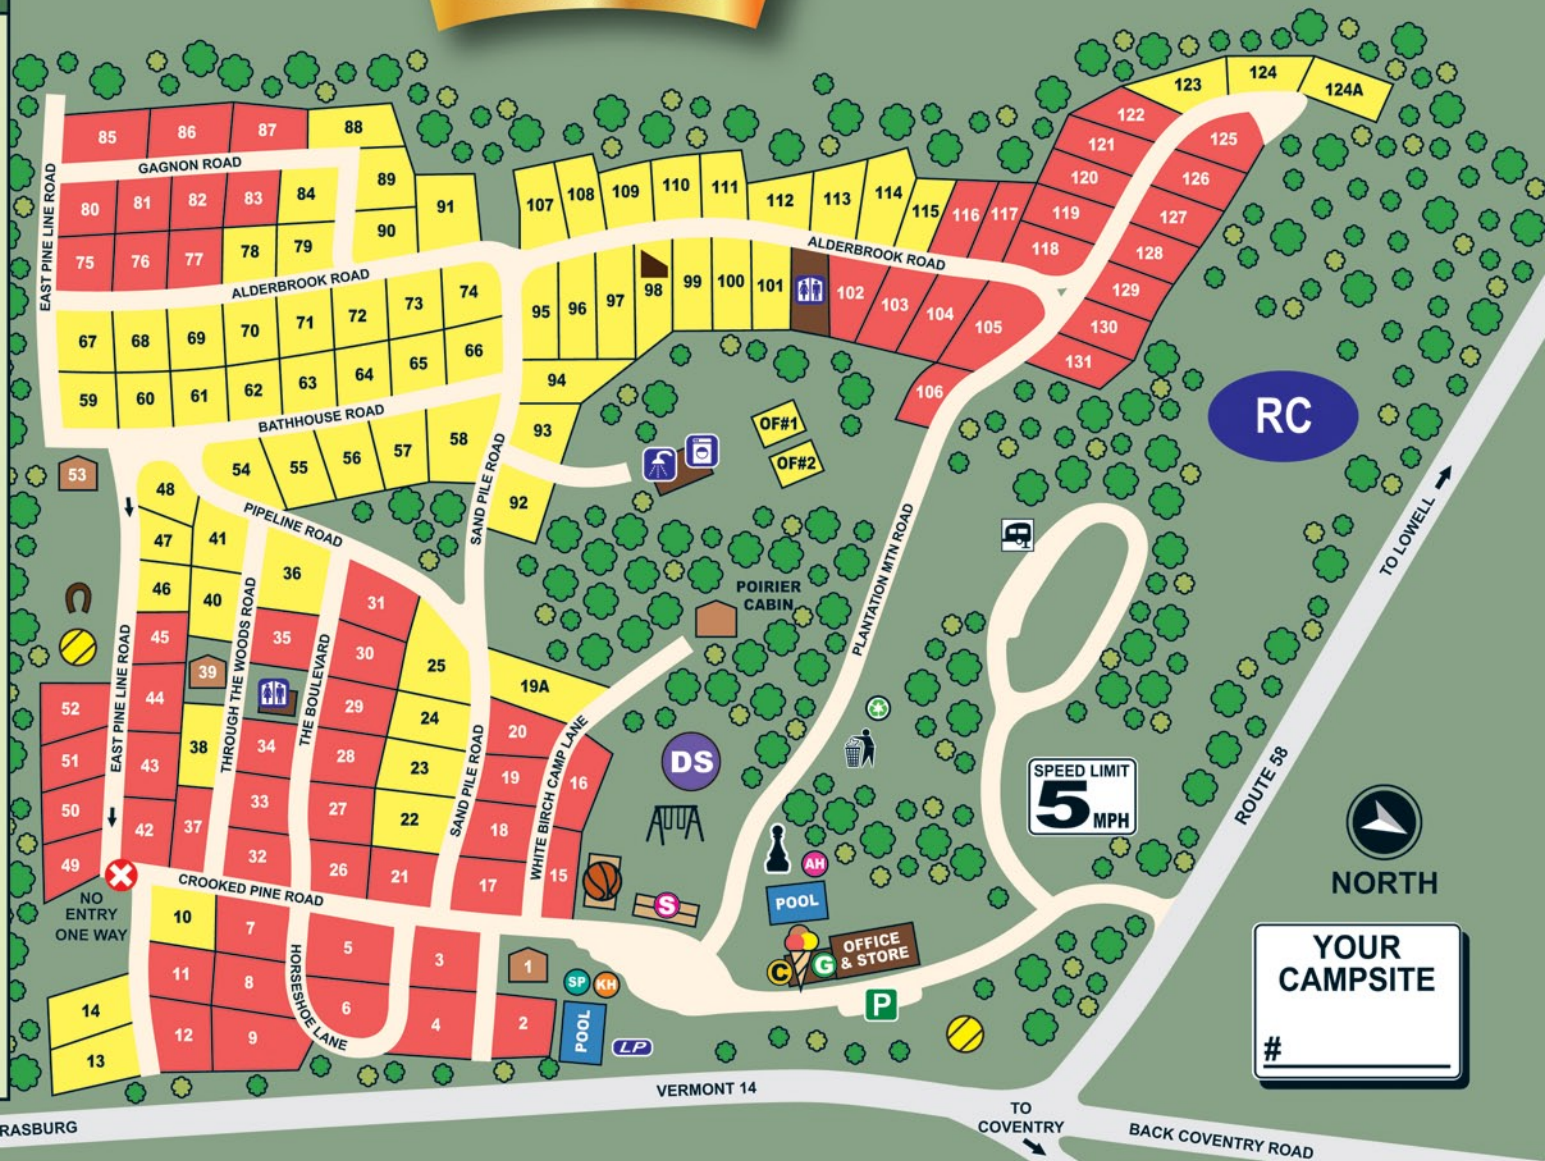 123
124
124A
122
85
86
87
88
125
121
GAGNON ROAD
120
126
89
80
81
82
83
84
107
108
109
110
111
112
113
114
115
116
117
119
127
91
90
EAST PINE LINE ROAD
75
76
77
78
79
118
128
ALDERBROOK ROAD
ALDERBROOK ROAD
95
96
97
98
99
100
101
102
103
104
105
129
67
68
69
70
71
72
73
74
130
131
59
60
61
62
63
64
65
66
94
106
BATHHOUSE ROAD
93
OF#1
OF#2
RC
53
54
55
56
57
58
SAND PILE ROAD
92
48
47
41
PIPELINE ROAD
PLANTATION MTN ROAD
TO LOWELL
46
40
36
31
POIRIER
CABIN
45
35
30
25
19A
39
THROUGH THE WOODS ROAD
THE BOULEVARD
EAST PINE LINE ROAD
52
44
29
24
20
51
43
38
34
28
23
19
16
SAND PILE ROAD
WHITE BIRCH CAMP LANE
DS
50
42
37
33
27
22
18
SPEED LIMIT
5
MPH
ROUTE 58
49
32
26
21
17
15
AH
NORTH
CROOKED PINE ROAD
NO
ENTRY
ONE WAY
S
POOL
10
7
5
3
1
OFFICE
& STORE
C
G
11
8
6
4
2
SP
KH
P
HORSESHOE LANE
14
12
9
POOL
LP
13
YOUR
CAMPSITE
#
VERMONT 14
RASBURG
TO
COVENTRY
BACK COVENTRY ROAD